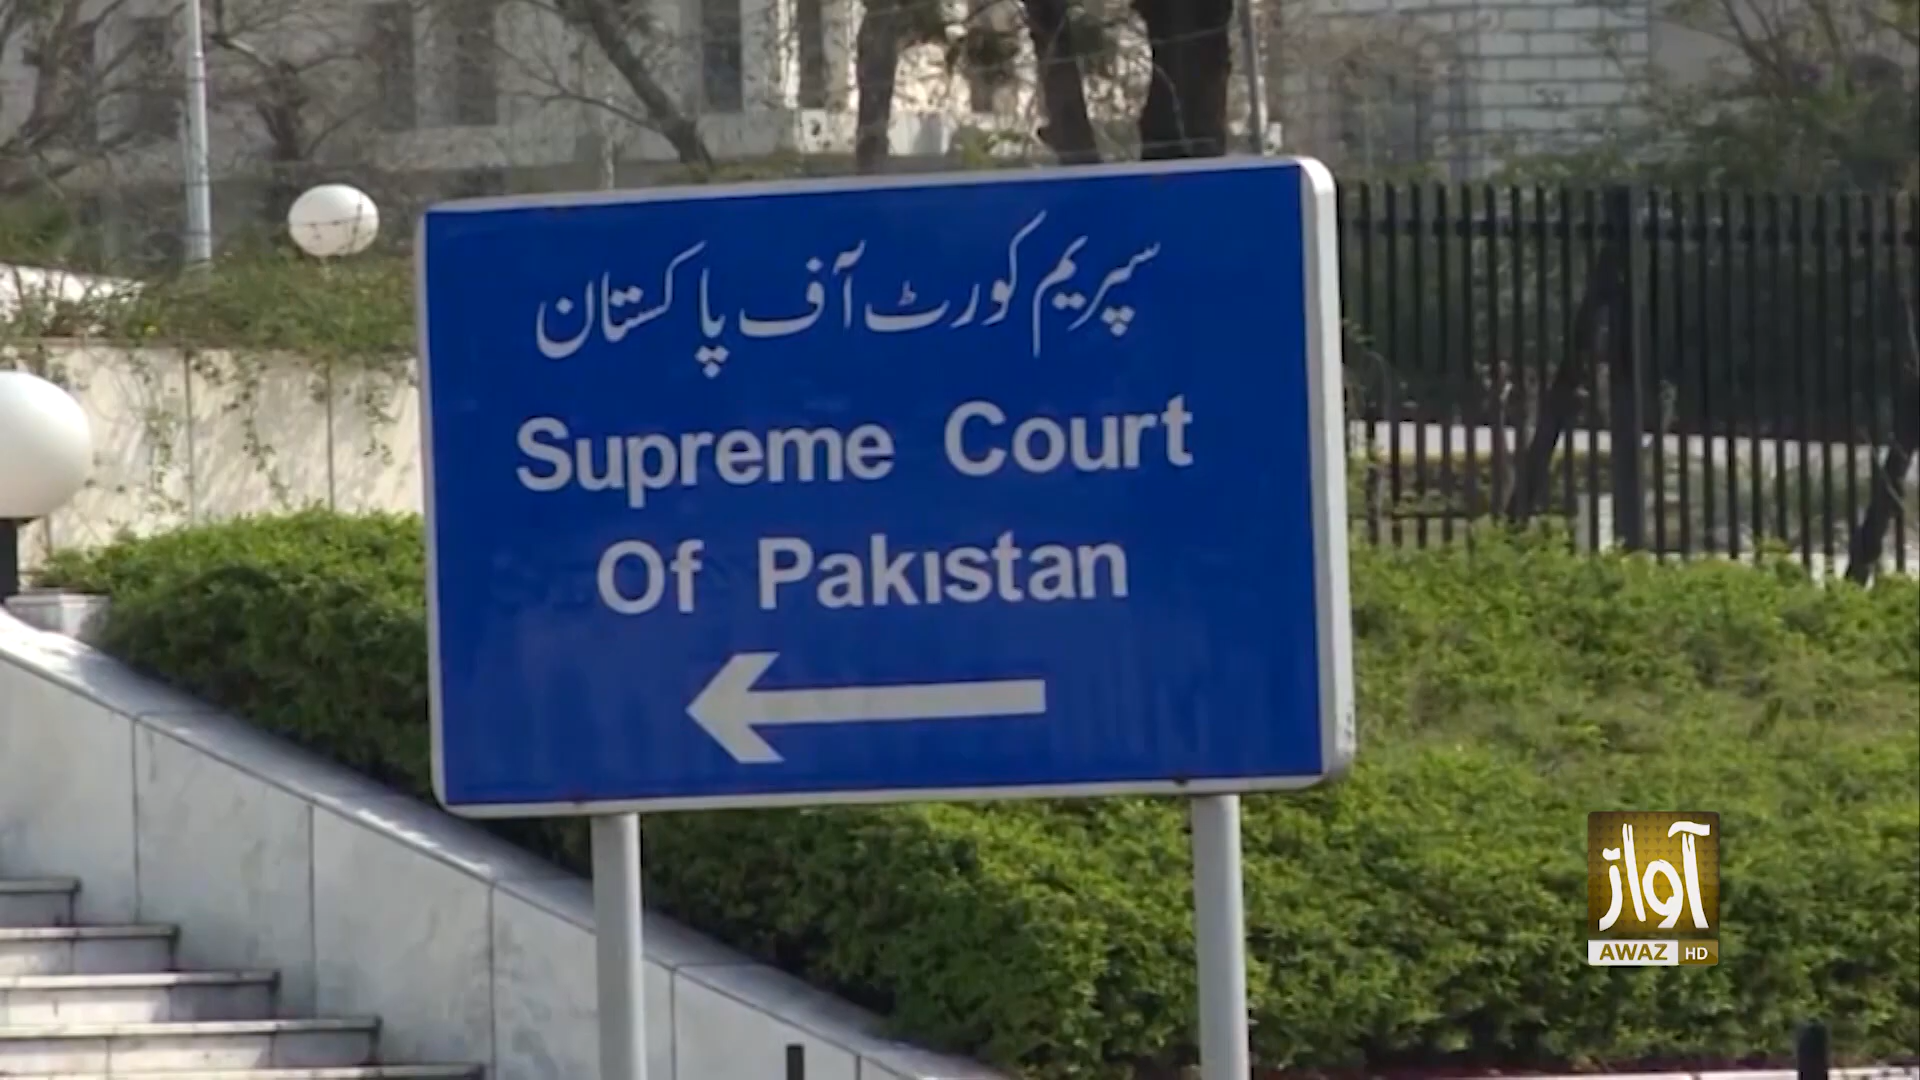 سپریم کورٹ آف پاکستان
Supreme Court
Of Pakistan
آواز
AWAZ HD